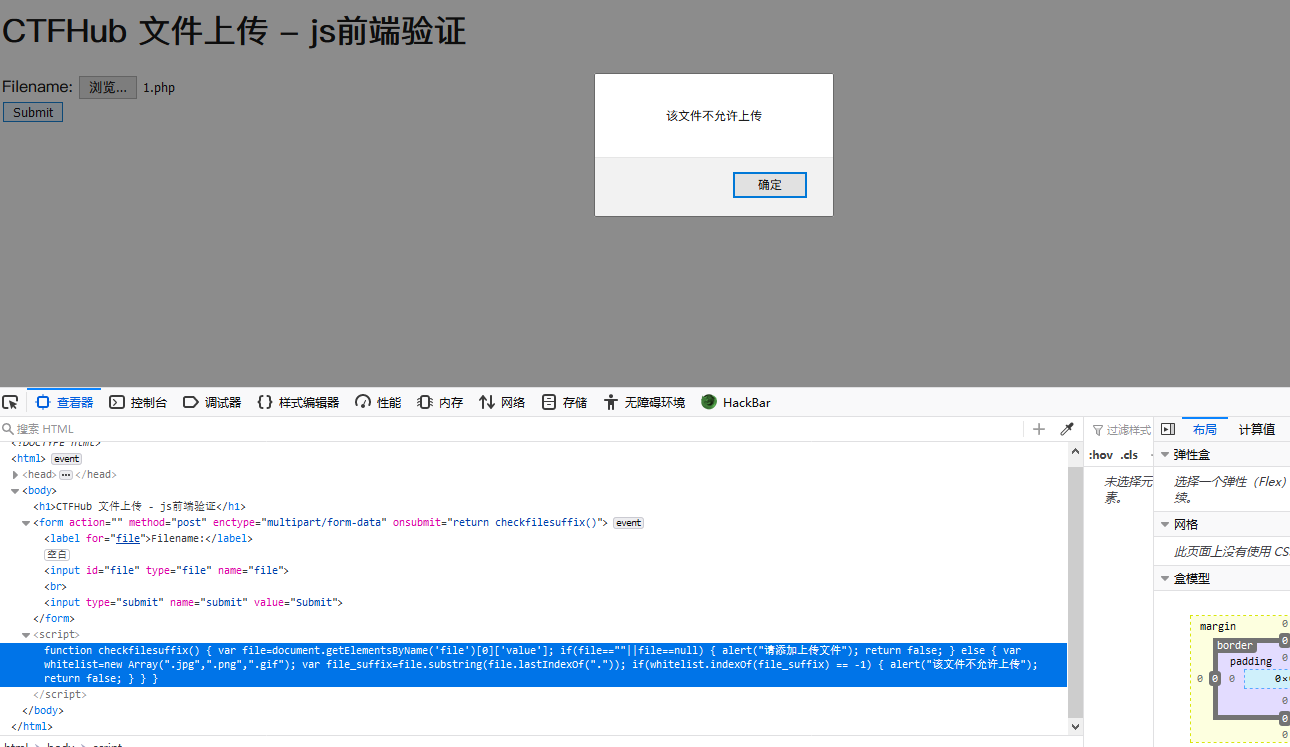 CTFHub 文件上传 – js前端验证
Filename: 浏览... 1.php
Submit
该文件不允许上传
确定
查看器 控制台 调试器 样式编辑器 性能 内存 网络 存储 无障碍环境 HackBar
搜索 HTML
过滤样式
布局 计算值
<!DOCTYPE html>
<html> event
<head> ••• </head>
<body>
<h1>CTFHub 文件上传 - js前端验证</h1>
<form action="" method="post" enctype="multipart/form-data" onsubmit="return checkfilesuffix()"> event
<label for="file">Filename:</label>
空白
<input id="file" type="file" name="file">
<br>
<input type="submit" name="submit" value="Submit">
</form>
<script>
function checkfilesuffix() { var file=document.getElementsByName('file')[0]['value']; if(file==""||file==null) { alert("请添加上传文件"); return false; } else { var
whitelist=new Array(".jpg",".png",".gif"); var file_suffix=file.substring(file.lastIndexOf(".")); if(whitelist.indexOf(file_suffix) == -1) { alert("该文件不允许上传");
return false; } } }
</script>
</body>
</html>
html > body > script
:hov .cls
未选择元
素。
弹性盒
选择一个弹性（Flex）
续。
网格
此页面上没有使用 CS
盒模型
margin 0
border 0
padding 0
0 0 0 0×
0
0
0